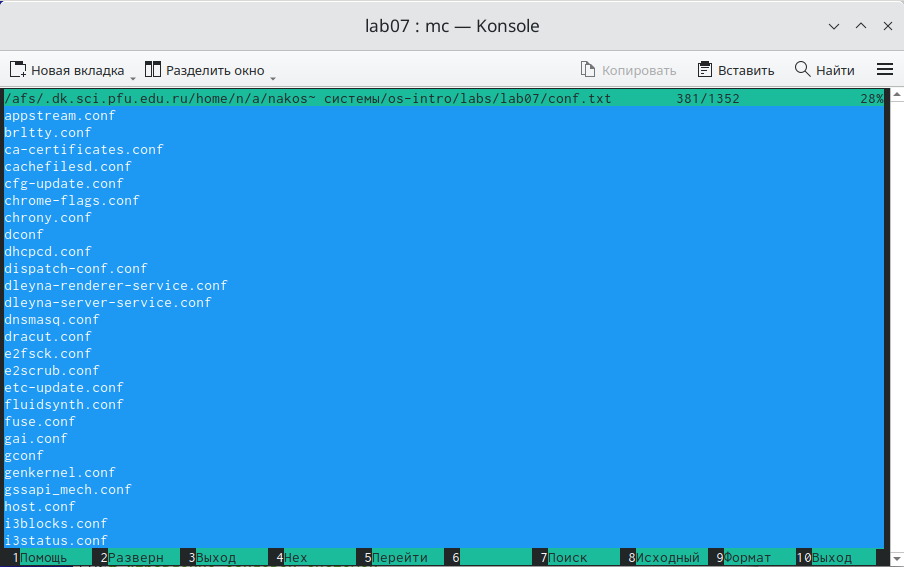 lab07 : mc — Konsole
Новая вкладка Разделить окно Копировать Вставить Найти
/afs/.dk.sci.pfu.edu.ru/home/n/a/nakos~ системы/os-intro/labs/lab07/conf.txt 381/1352 28%
appstream.conf
brltty.conf
ca-certificates.conf
cachefilesd.conf
cfg-update.conf
chrome-flags.conf
chrony.conf
dconf
dhcpcd.conf
dispatch-conf.conf
dleyna-renderer-service.conf
dleyna-server-service.conf
dnsmasq.conf
dracut.conf
e2fsck.conf
e2scrub.conf
etc-update.conf
fluidsynth.conf
fuse.conf
gai.conf
gconf
genkernel.conf
gssapi_mech.conf
host.conf
i3blocks.conf
i3status.conf
1Помощь 2Разверн 3Выход 4Hex 5Перейти 6 7Поиск 8Исходный 9Формат 10Выход